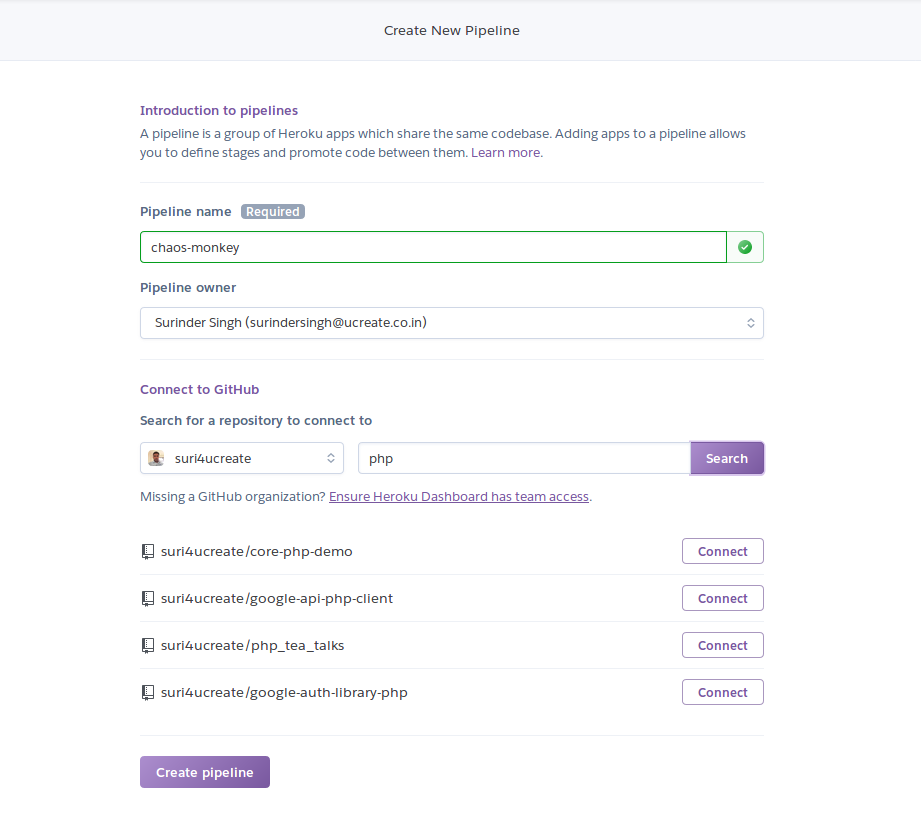 Create New Pipeline
Introduction to pipelines
A pipeline is a group of Heroku apps which share the same codebase. Adding apps to a pipeline allows
you to define stages and promote code between them. Learn more.
Pipeline name Required
chaos-monkey
Pipeline owner
Surinder Singh (surindersingh@ucreate.co.in)
Connect to GitHub
Search for a repository to connect to
suri4ucreate php Search
Missing a GitHub organization? Ensure Heroku Dashboard has team access.
suri4ucreate/core-php-demo Connect
suri4ucreate/google-api-php-client Connect
suri4ucreate/php_tea_talks Connect
suri4ucreate/google-auth-library-php Connect
Create pipeline